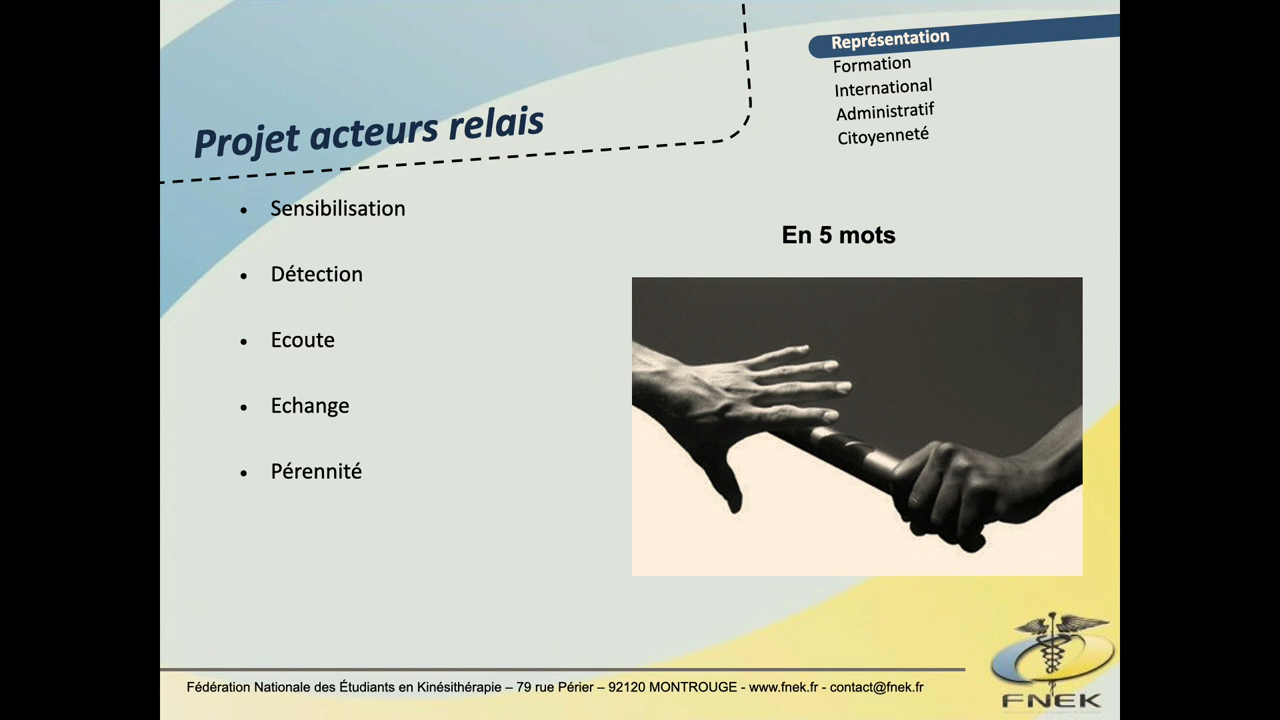 Représentation
Formation
International
Administratif
Citoyenneté
Projet acteurs relais
• Sensibilisation
• Détection
• Ecoute
• Echange
• Pérennité
En 5 mots
Fédération Nationale des Étudiants en Kinésithérapie – 79 rue Périer – 92120 MONTROUGE - www.fnek.fr - contact@fnek.fr
FNEK